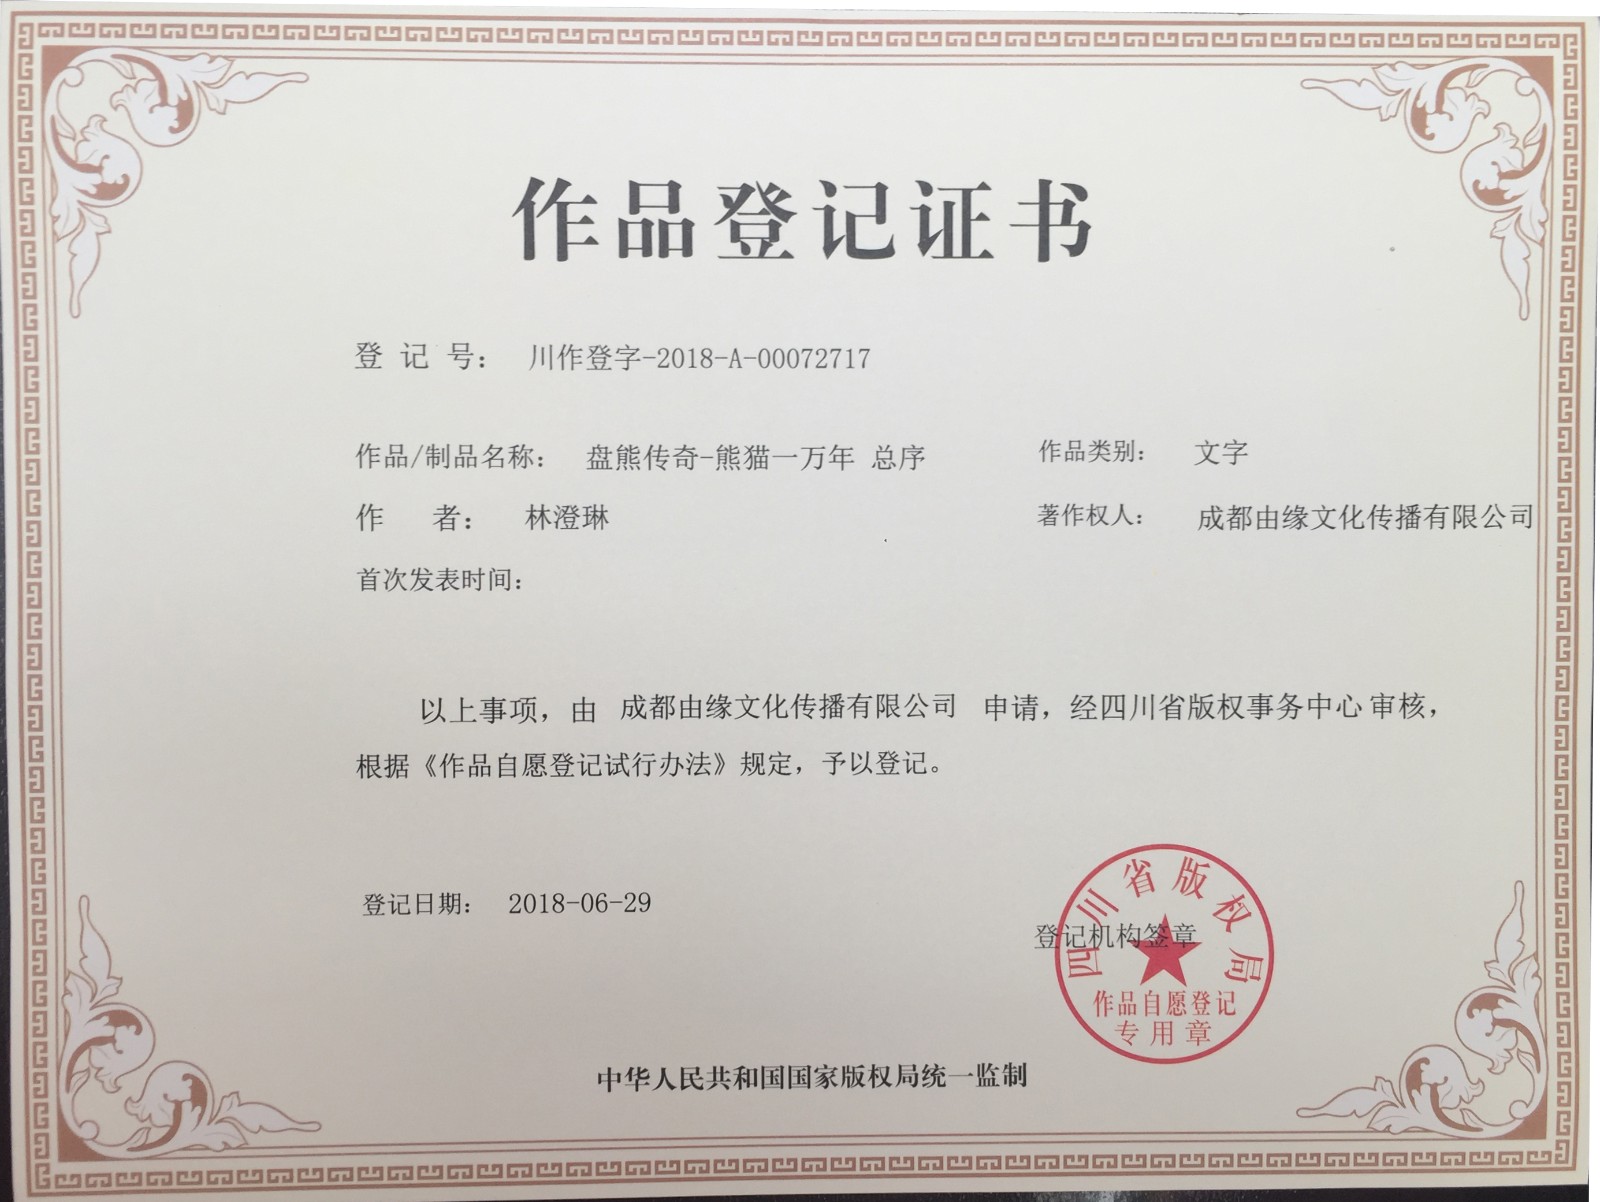 作品登记证书
登 记 号： 川作登字-2018-A-00072717
作品/制品名称： 盘熊传奇-熊猫一万年 总序 作品类别： 文字
作 者： 林澄琳 著作权人： 成都由缘文化传播有限公司
首次发表时间：
以上事项，由 成都由缘文化传播有限公司 申请，经四川省版权事务中心审核，
根据《作品自愿登记试行办法》规定，予以登记。
登记日期： 2018-06-29
登记机构签章
四川省版权局
作品自愿登记
专用章
中华人民共和国国家版权局统一监制